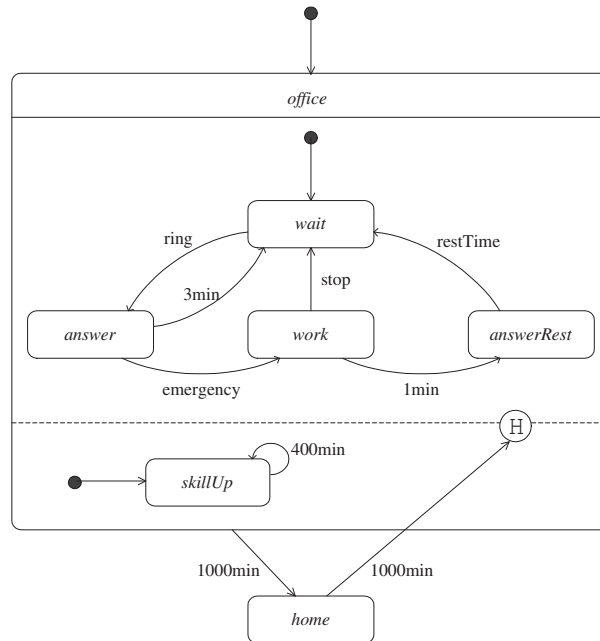 office
wait
ring
restTime
3min
stop
answer
work
answerRest
emergency
1min
H
400min
skillUp
1000min
1000min
home